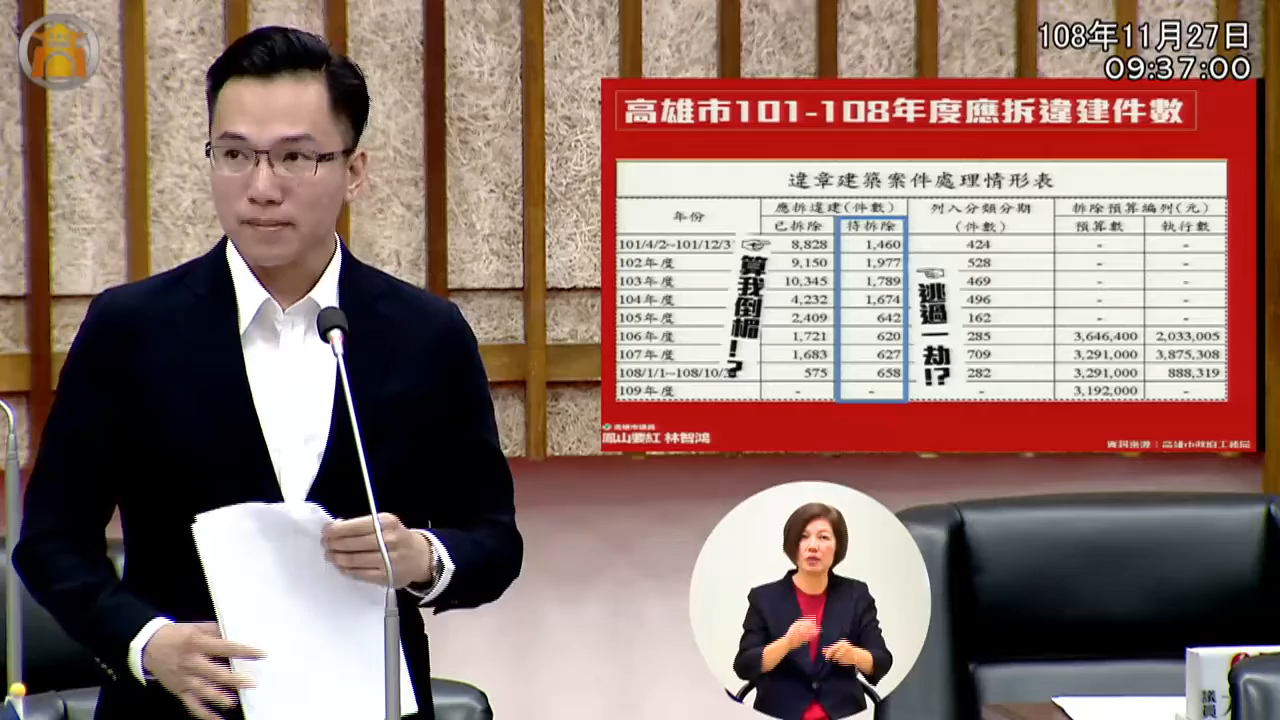 108年11月27日
09:37:00
高雄市101-108年度應拆違建件數
違章建築案件處理情形表
年份 應拆違建(件數) 列入分類分期(件數) 拆除預算編列(元)
已拆除 待拆除 預算數 執行數
101/4/2~101/12/3 8,828 1,460 424 - -
102年度 9,150 1,977 528 - -
103年度 10,345 1,789 469 - -
104年度 4,232 1,674 496 - -
105年度 2,409 642 162 - -
106年度 1,721 620 285 3,646,400 2,033,005
107年度 1,683 627 709 3,291,000 3,875,308
108/1/1~108/10/3 575 658 282 3,291,000 888,319
109年度 - - - 3,192,000 -
算我倒楣!?
逃過一劫!?
高雄市議員
鳳山要紅 林智鴻
資料來源：高雄市政府工務局
議員